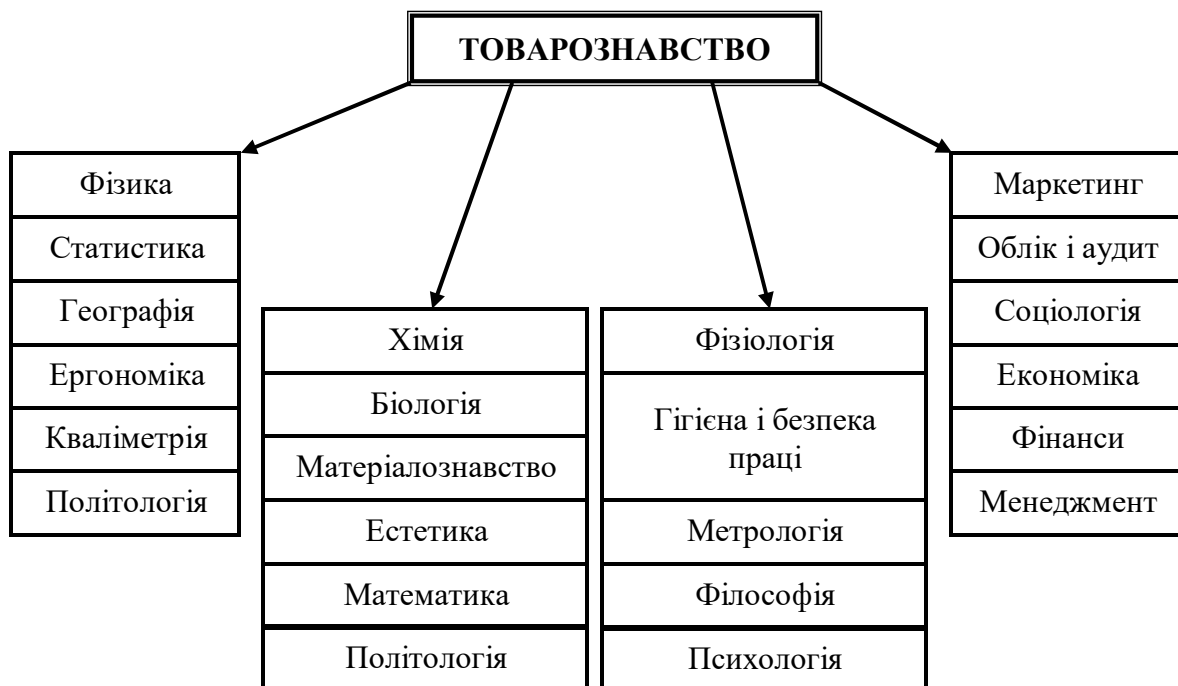 ТОВАРОЗНАВСТВО
Фізика
Статистика
Географія
Ергономіка
Кваліметрія
Політологія
Хімія
Біологія
Матеріалознавство
Естетика
Математика
Політологія
Фізіологія
Гігієна і безпека
праці
Метрологія
Філософія
Психологія
Маркетинг
Облік і аудит
Соціологія
Економіка
Фінанси
Менеджмент